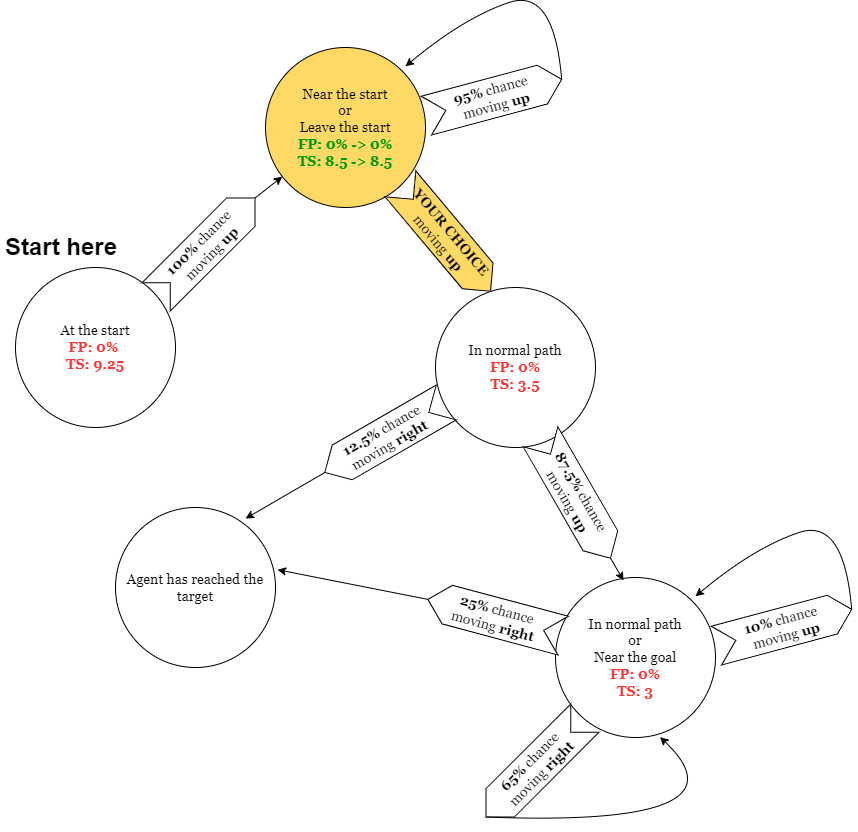 Near the start
or
Leave the start
FP: 0% -> 0%
TS: 8.5 -> 8.5
95% chance
moving up
100% chance
moving up
YOUR CHOICE
moving up
Start here
At the start
FP: 0%
TS: 9.25
In normal path
FP: 0%
TS: 3.5
12.5% chance
moving right
87.5% chance
moving up
Agent has reached the
target
25% chance
moving right
In normal path
or
Near the goal
FP: 0%
TS: 3
10% chance
moving up
65% chance
moving right